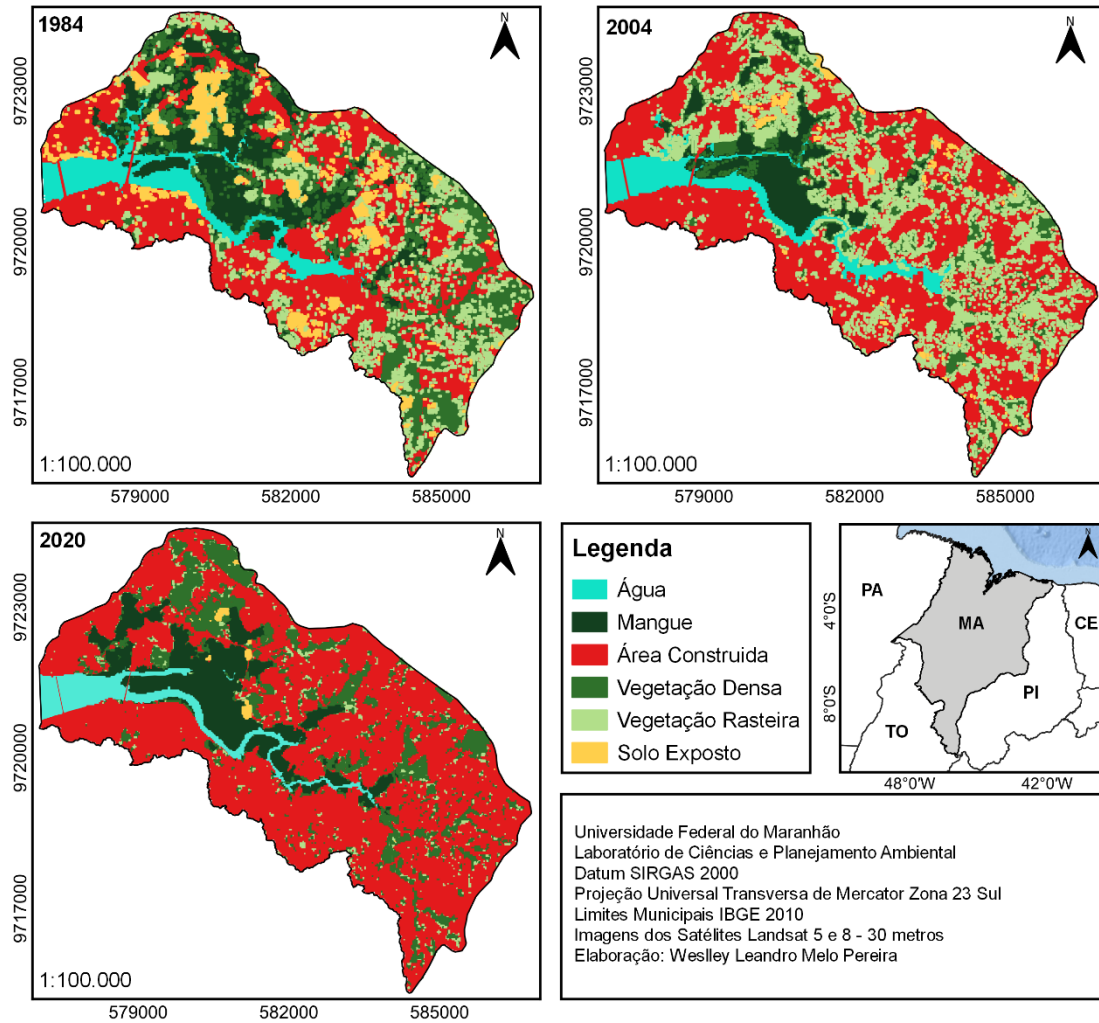 1984
N
9723000
9720000
9717000
1:100.000
579000
582000
585000
2004
N
9723000
9720000
9717000
1:100.000
579000
582000
585000
2020
N
9723000
9720000
9717000
1:100.000
579000
582000
585000
Legenda
Água
Mangue
Área Construida
Vegetação Densa
Vegetação Rasteira
Solo Exposto
N
PA
MA
CE
PI
TO
4°0'S
8°0'S
48°0'W
42°0'W
Universidade Federal do Maranhão
Laboratório de Ciências e Planejamento Ambiental
Datum SIRGAS 2000
Projeção Universal Transversa de Mercator Zona 23 Sul
Limites Municipais IBGE 2010
Imagens dos Satélites Landsat 5 e 8 - 30 metros
Elaboração: Weslley Leandro Melo Pereira